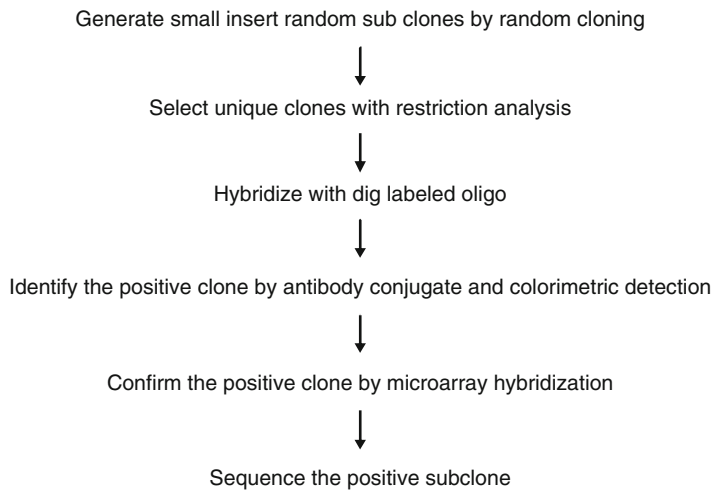 Generate small insert random sub clones by random cloning
Select unique clones with restriction analysis
Hybridize with dig labeled oligo
Identify the positive clone by antibody conjugate and colorimetric detection
Confirm the positive clone by microarray hybridization
Sequence the positive subclone